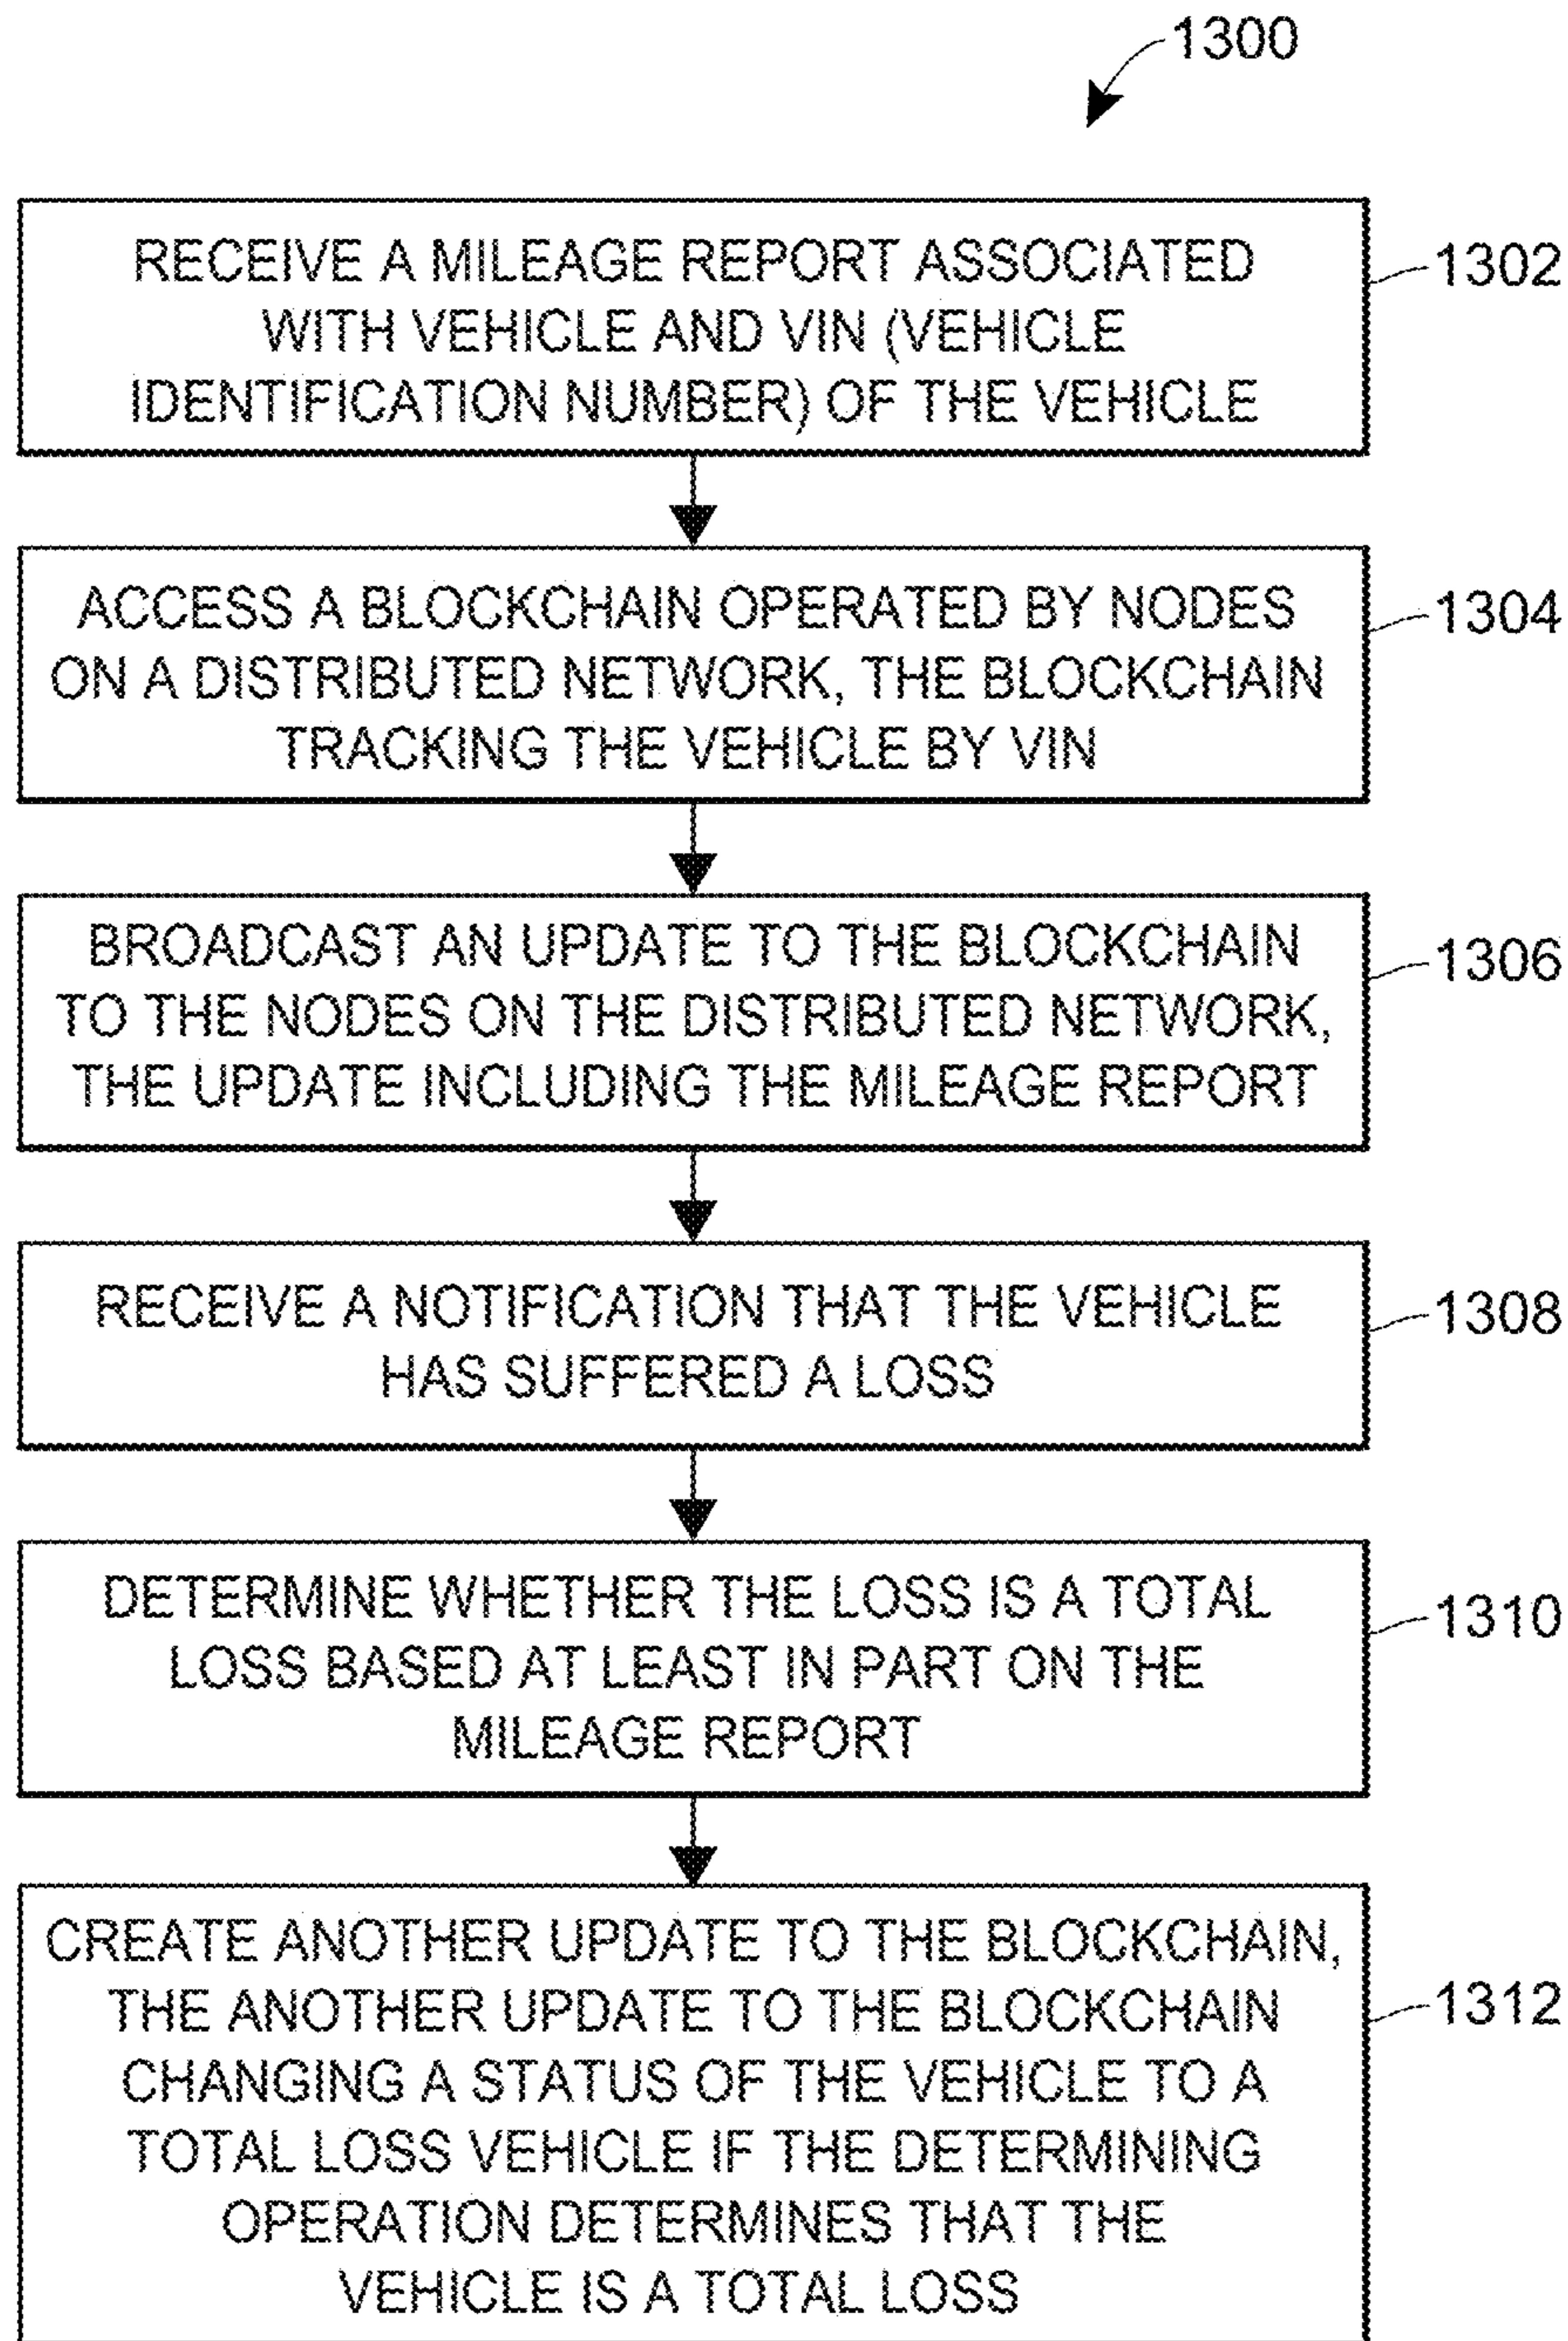 1300
RECEIVE A MILEAGE REPORT ASSOCIATED
WITH VEHICLE AND VIN (VEHICLE
IDENTIFICATION NUMBER) OF THE VEHICLE
1302
ACCESS A BLOCKCHAIN OPERATED BY NODES
ON A DISTRIBUTED NETWORK, THE BLOCKCHAIN
TRACKING THE VEHICLE BY VIN
1304
BROADCAST AN UPDATE TO THE BLOCKCHAIN
TO THE NODES ON THE DISTRIBUTED NETWORK,
THE UPDATE INCLUDING THE MILEAGE REPORT
1306
RECEIVE A NOTIFICATION THAT THE VEHICLE
HAS SUFFERED A LOSS
1308
DETERMINE WHETHER THE LOSS IS A TOTAL
LOSS BASED AT LEAST IN PART ON THE
MILEAGE REPORT
1310
CREATE ANOTHER UPDATE TO THE BLOCKCHAIN,
THE ANOTHER UPDATE TO THE BLOCKCHAIN
CHANGING A STATUS OF THE VEHICLE TO A
TOTAL LOSS VEHICLE IF THE DETERMINING
OPERATION DETERMINES THAT THE
VEHICLE IS A TOTAL LOSS
1312